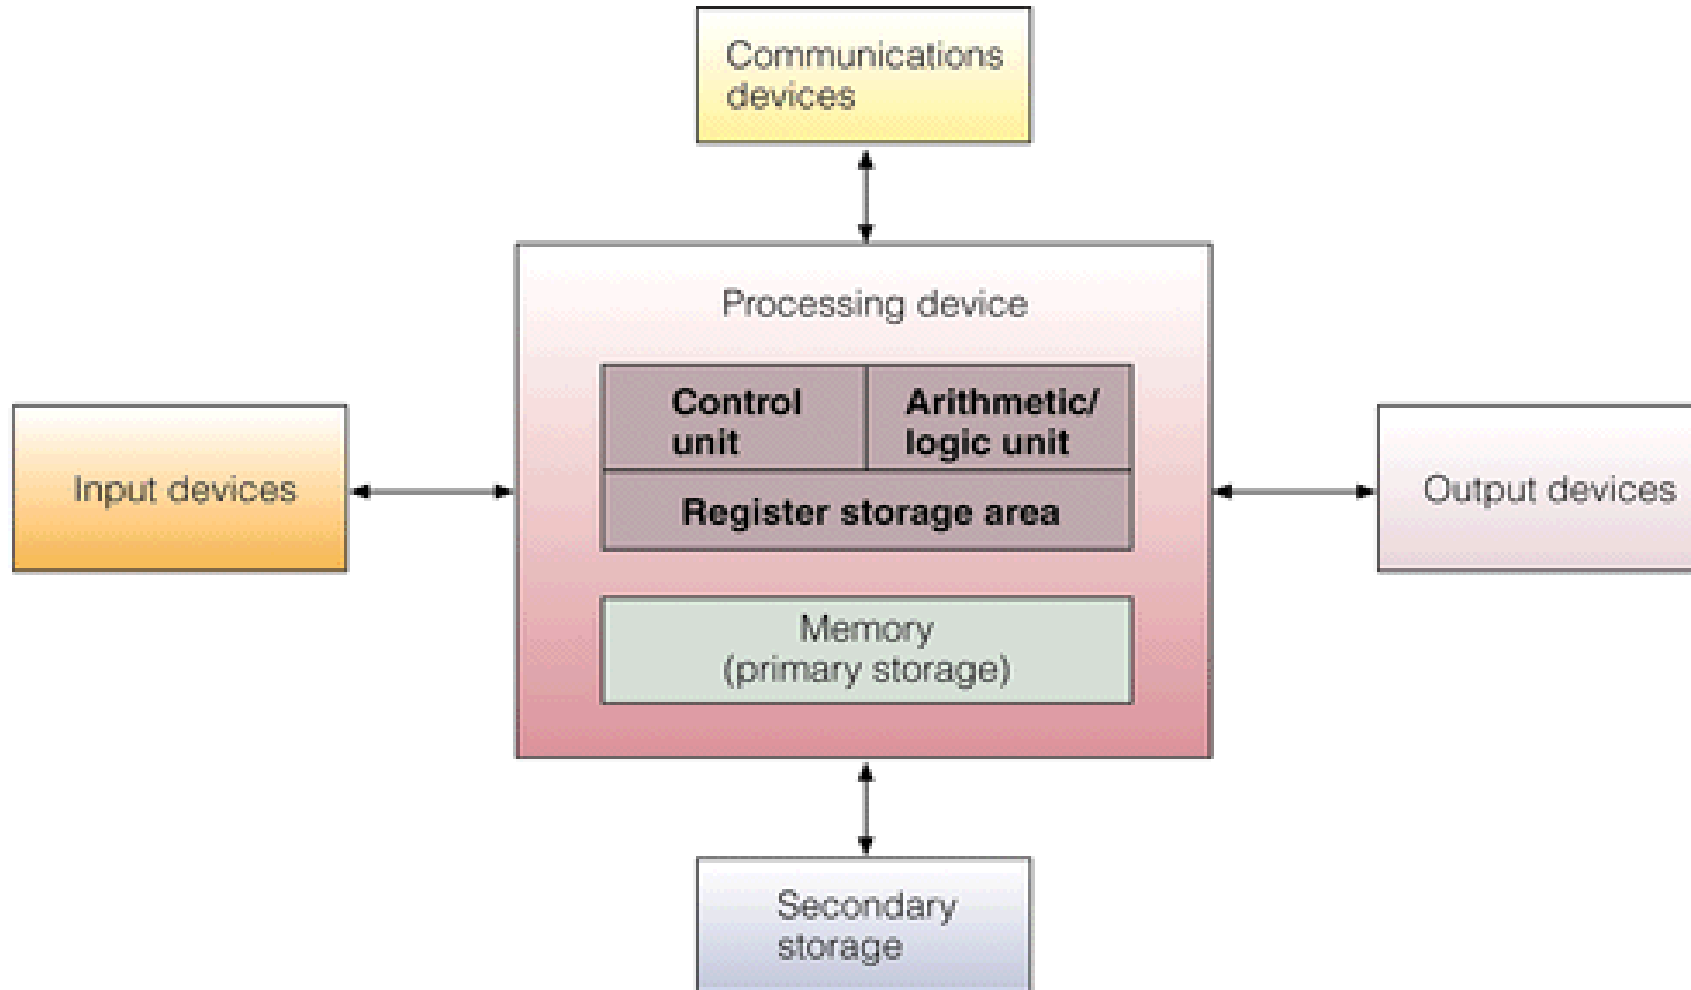 Communications
devices
Processing device
Control
unit
Arithmetic/
logic unit
Register storage area
Input devices
Output devices
Memory
(primary storage)
Secondary
storage